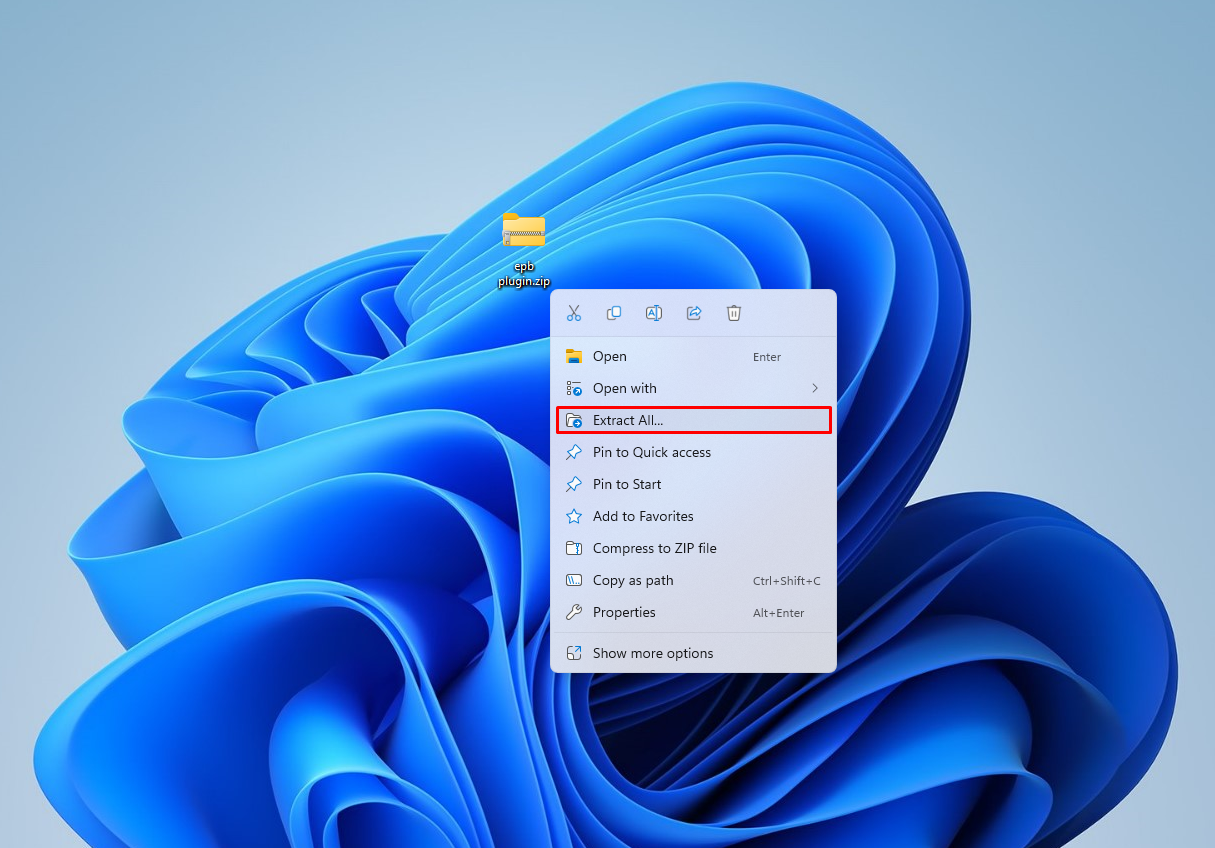 epb
plugin.zip
Open Enter
Open with
Extract All...
Pin to Quick access
Pin to Start
Add to Favorites
Compress to ZIP file
Copy as path Ctrl+Shift+C
Properties Alt+Enter
Show more options